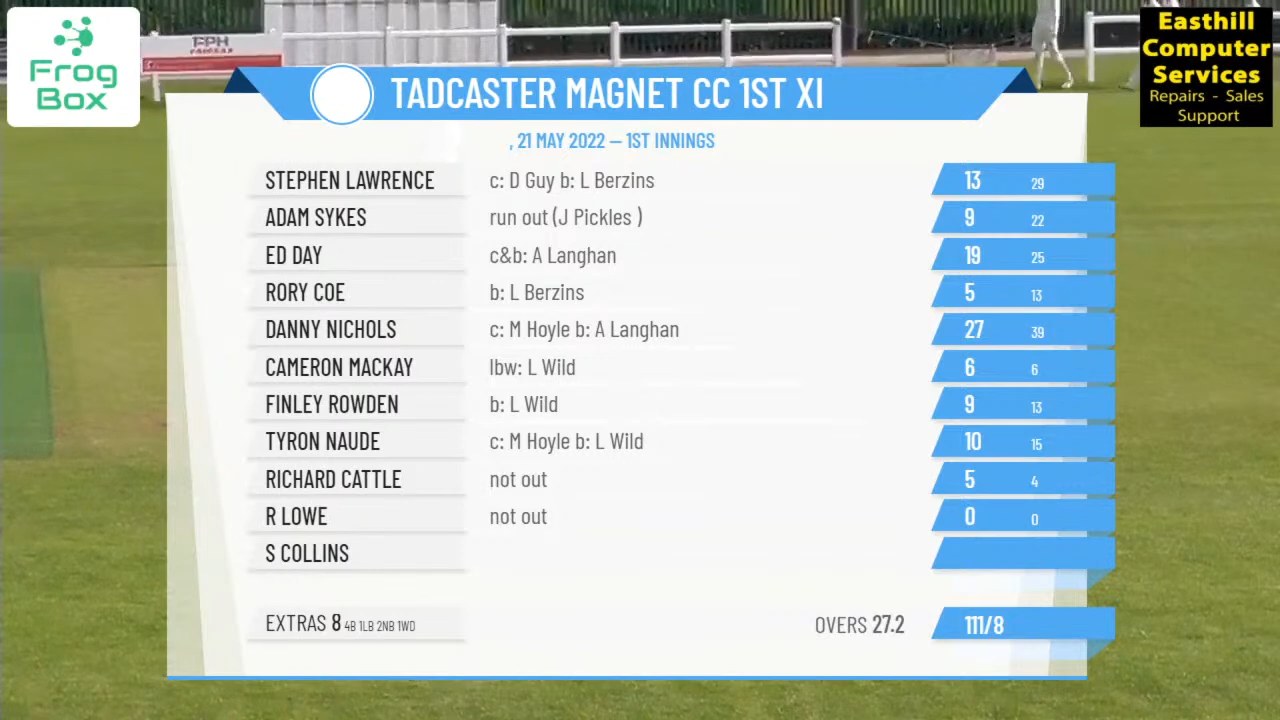 Frog
Box
FPH
FAIRFAX
Easthill
Computer
Services
Repairs - Sales
Support
TADCASTER MAGNET CC 1ST XI
, 21 MAY 2022 – 1ST INNINGS
STEPHEN LAWRENCE c: D Guy b: L Berzins 13 29
ADAM SYKES run out (J Pickles ) 9 22
ED DAY c&b: A Langhan 19 25
RORY COE b: L Berzins 5 13
DANNY NICHOLS c: M Hoyle b: A Langhan 27 39
CAMERON MACKAY lbw: L Wild 6 6
FINLEY ROWDEN b: L Wild 9 13
TYRON NAUDE c: M Hoyle b: L Wild 10 15
RICHARD CATTLE not out 5 4
R LOWE not out 0 0
S COLLINS
EXTRAS 8 4B 1LB 2NB 1WD OVERS 27.2 111/8